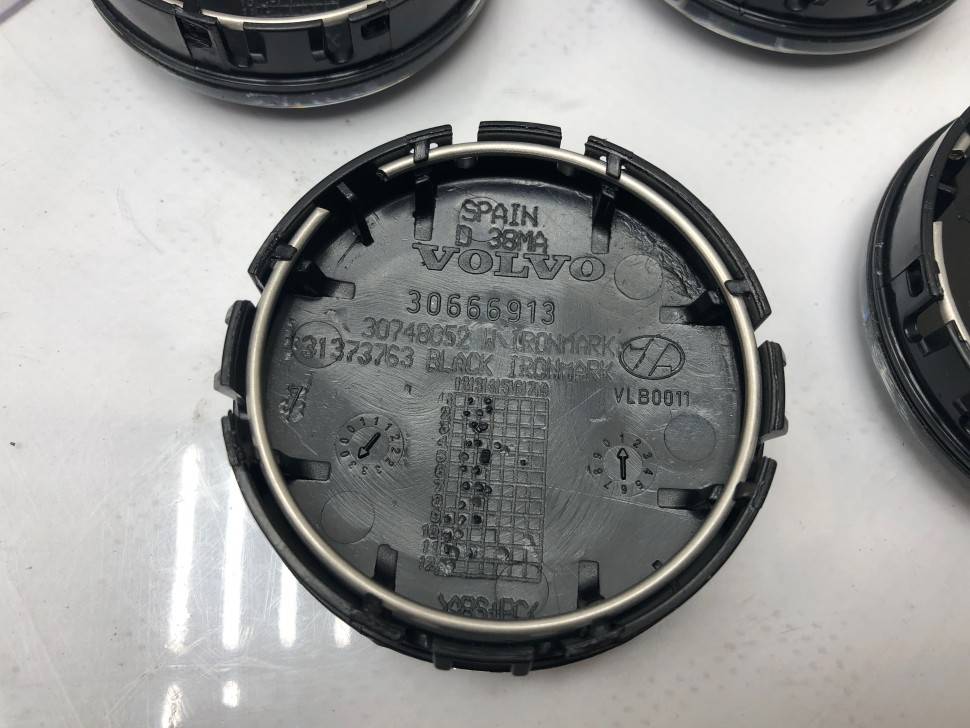 SPAIN
D 38MA
VOLVO
30666913
30748052 W IRONMARK
31373763 BLACK IRONMARK
VLB0011